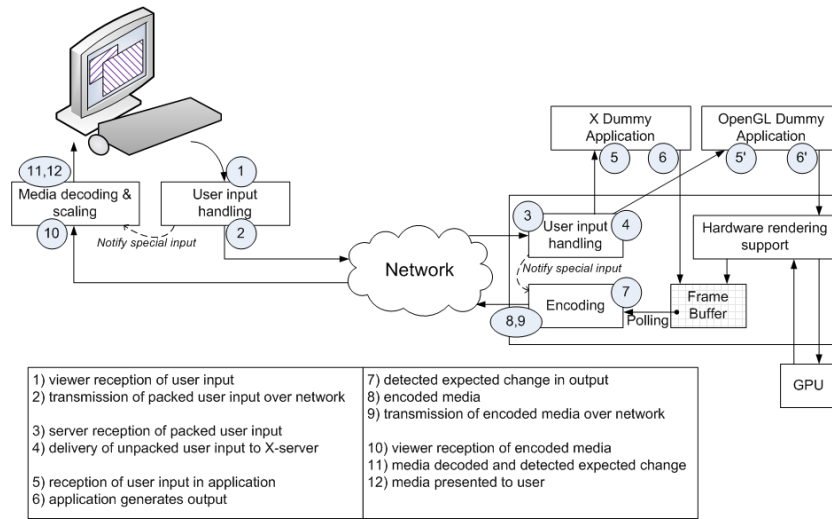 X Dummy
Application
OpenGL Dummy
Application
5
6
5'
6'
11,12
1
Media decoding &
scaling
User input
handling
10
2
Notify special input
3
User input
handling
4
Hardware rendering
support
Network
Notify special input
Encoding
7
8,9
Polling
Frame
Buffer
GPU
1) viewer reception of user input
2) transmission of packed user input over network
3) server reception of packed user input
4) delivery of unpacked user input to X-server
5) reception of user input in application
6) application generates output
7) detected expected change in output
8) encoded media
9) transmission of encoded media over network
10) viewer reception of encoded media
11) media decoded and detected expected change
12) media presented to user